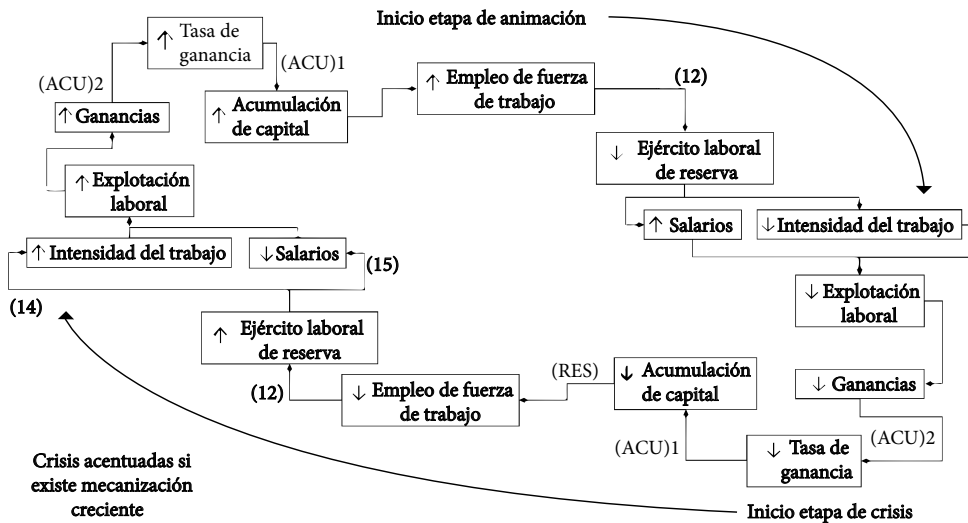 Inicio etapa de animación
↑ Tasa de
ganancia
(ACU)2
(ACU)1
↑ Ganancias
↑ Acumulación
de capital
↑ Empleo de fuerza
de trabajo
(12)
↓ Ejército laboral
de reserva
↑ Explotación
laboral
↑ Salarios
↓ Intensidad del trabajo
↑ Intensidad del trabajo
↓ Salarios
(15)
(14)
↓ Explotación
laboral
↑ Ejército laboral
de reserva
(12)
↓ Empleo de fuerza
de trabajo
(RES)
↓ Acumulación
de capital
↓ Ganancias
(ACU)1
(ACU)2
↓ Tasa de
ganancia
Crisis acentuadas si
existe mecanización
creciente
Inicio etapa de crisis